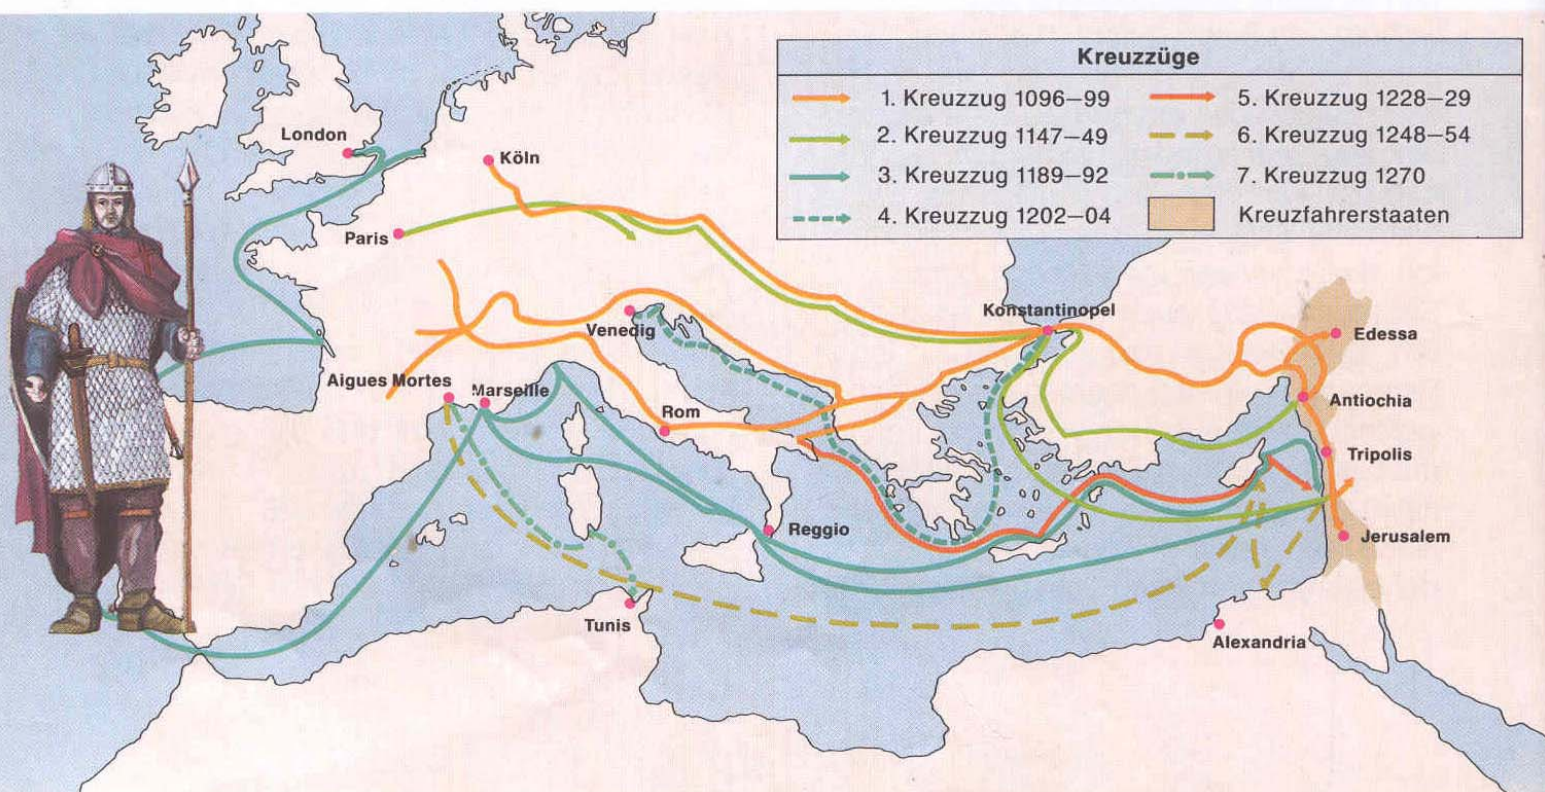 Kreuzzüge
1. Kreuzzug 1096–99
5. Kreuzzug 1228–29
2. Kreuzzug 1147–49
6. Kreuzzug 1248–54
3. Kreuzzug 1189–92
7. Kreuzzug 1270
4. Kreuzzug 1202–04
Kreuzfahrerstaaten
London
Köln
Paris
Venedig
Konstantinopel
Edessa
Aigues Mortes
Marseille
Rom
Antiochia
Tripolis
Reggio
Jerusalem
Tunis
Alexandria